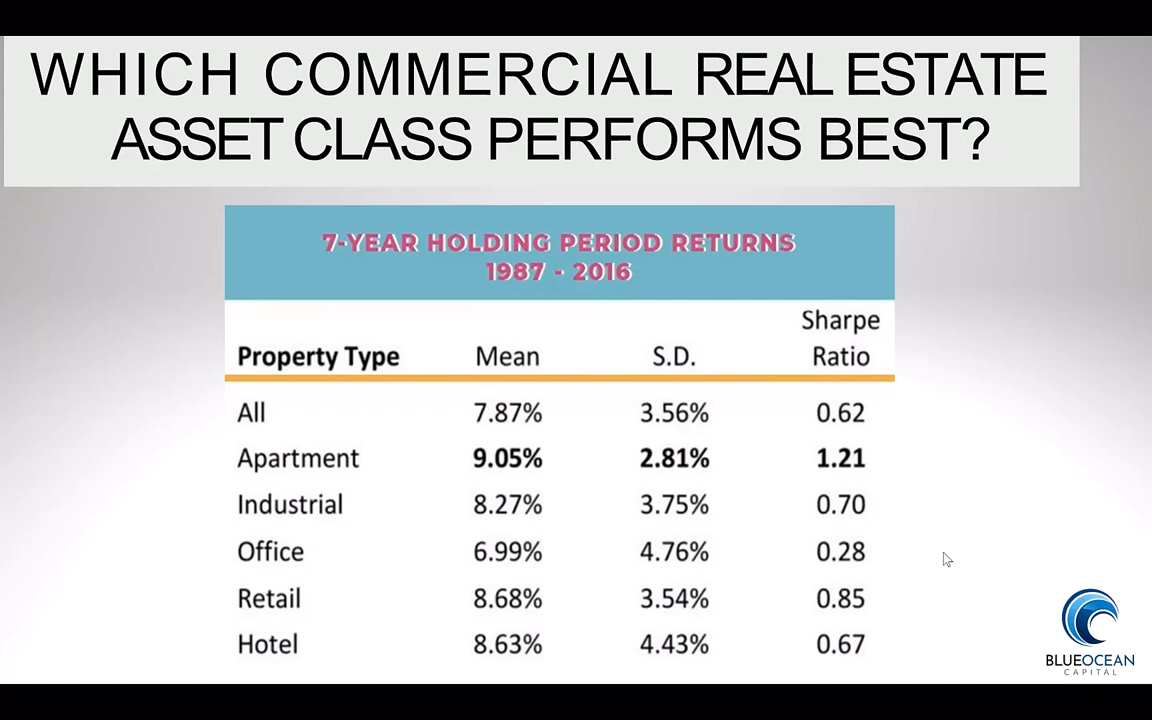 WHICH COMMERCIAL REAL ESTATE
ASSET CLASS PERFORMS BEST?
7-YEAR HOLDING PERIOD RETURNS
1987 - 2016
Property Type Mean S.D. Sharpe Ratio
All 7.87% 3.56% 0.62
Apartment 9.05% 2.81% 1.21
Industrial 8.27% 3.75% 0.70
Office 6.99% 4.76% 0.28
Retail 8.68% 3.54% 0.85
Hotel 8.63% 4.43% 0.67
BLUEOCEAN
CAPITAL